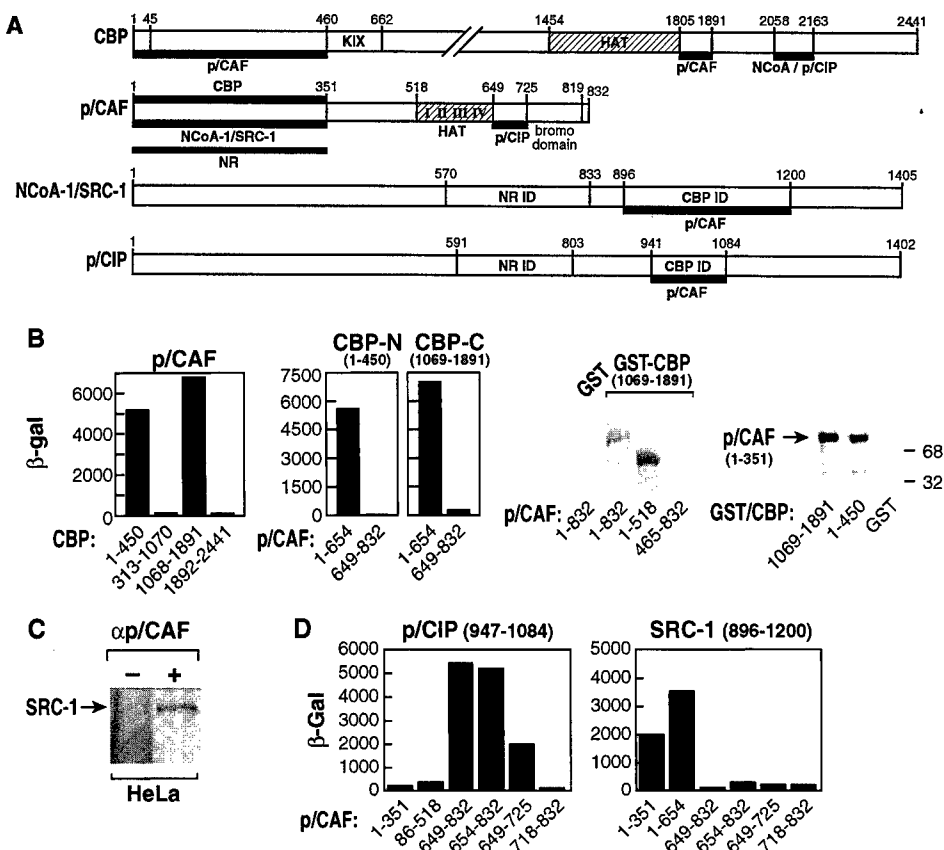 A
1 45 460 662 1454 1805 1891 2058 2163 2441
CBP KIX HAT
p/CAF p/CAF NCoA / p/CIP
1 CBP 351 518 649 725 819 832
p/CAF I II III IV
NCoA-1/SRC-1 HAT p/CIP bromo domain
NR
1 570 833 896 1200 1405
NCoA-1/SRC-1 NR ID CBP ID
p/CAF
1 591 803 941 1084 1402
p/CIP NR ID CBP ID
p/CAF
B
p/CAF
β-gal
6000
4000
2000
0
CBP: 1-450 313-1070 1068-1891 1892-2441
CBP-N (1-450) CBP-C (1069-1891)
7500
6000
4500
3000
1500
0
p/CAF: 1-654 649-832 1-654 649-832
GST GST-CBP (1069-1891)
p/CAF: 1-832 1-832 1-518 465-832
p/CAF (1-351)
68
32
GST/CBP: 1069-1891 1-450 GST
C
αp/CAF
− +
SRC-1
HeLa
D
p/CIP (947-1084)
β-Gal
6000
5000
4000
3000
2000
1000
0
p/CAF: 1-351 86-518 649-832 654-832 649-725 718-832
SRC-1 (896-1200)
5000
4000
3000
2000
1000
0
1-351 1-654 649-832 654-832 649-725 718-832